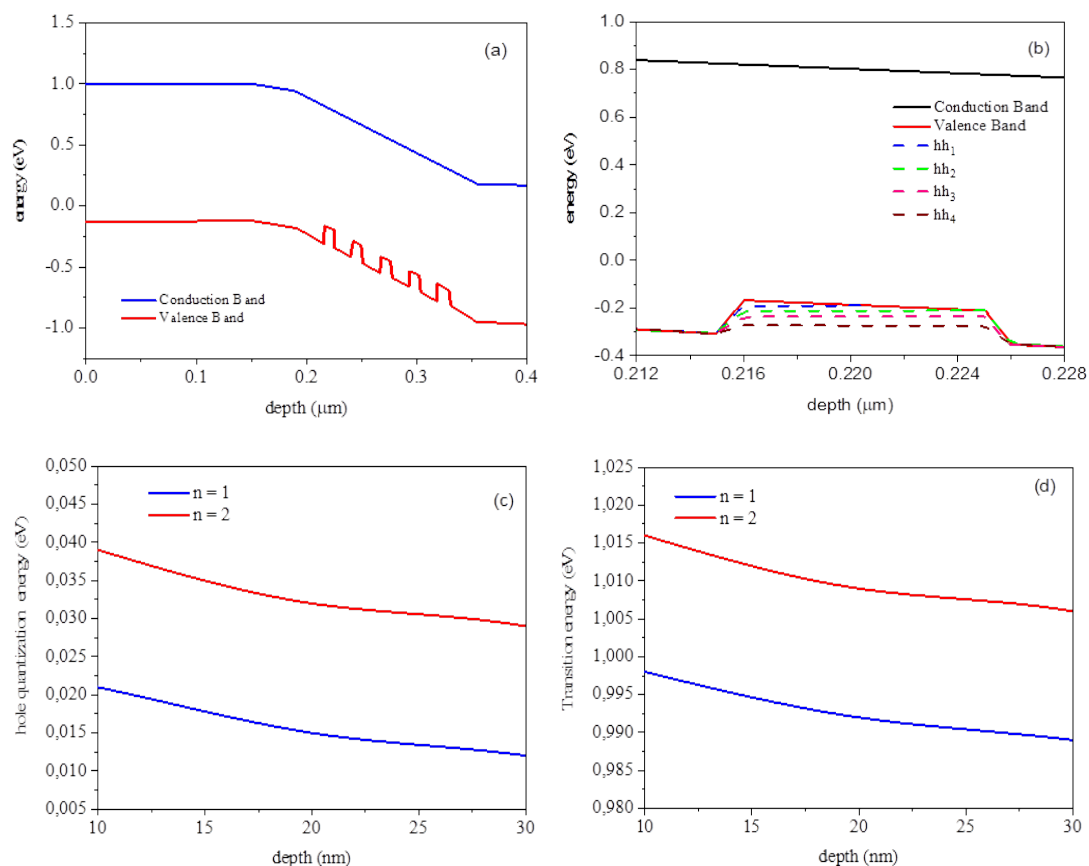 1.5
(a)
1.0
0.5
0.0
-0.5
-1.0
energy (eV)
Conduction Band
Valence Band
0.0 0.1 0.2 0.3 0.4
depth (μm)
1.0
(b)
0.8
0.6
0.4
0.2
0.0
-0.2
-0.4
energy (eV)
Conduction Band
Valence Band
hh1
hh2
hh3
hh4
0.212 0.216 0.220 0.224 0.228
depth (μm)
0,050
0,045
0,040
0,035
0,030
0,025
0,020
0,015
0,010
0,005
hole quantization energy (eV)
n = 1
n = 2
(c)
10 15 20 25 30
depth (nm)
1,025
1,020
1,015
1,010
1,005
1,000
0,995
0,990
0,985
0,980
Transition energy (eV)
n = 1
n = 2
(d)
10 15 20 25 30
depth (nm)